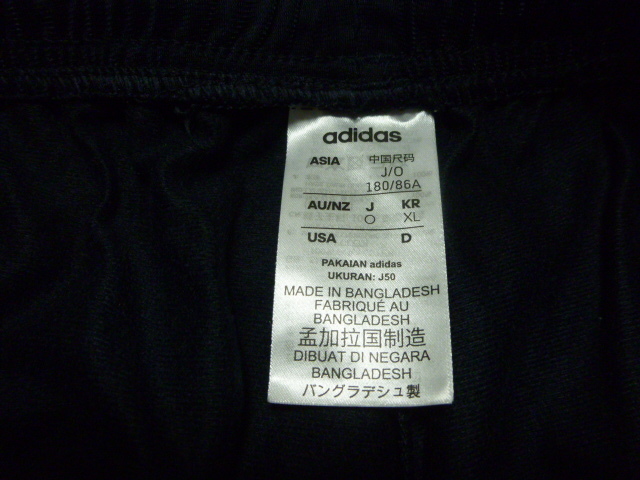 adidas
ASIA 中国尺码
J/O
180/86A
AU/NZ J KR
O XL
USA D
PAKAIAN adidas
UKURAN: J50
MADE IN BANGLADESH
FABRIQUÉ AU
BANGLADESH
孟加拉国制造
DIBUAT DI NEGARA
BANGLADESH
バングラデシュ製